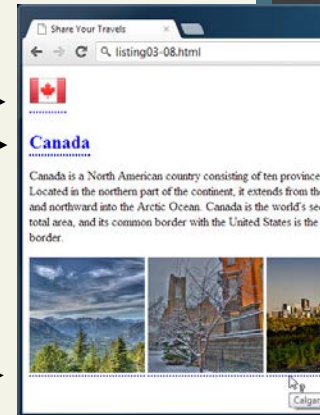 Share Your Travels
listing03-08.html
Canada
Canada is a North American country consisting of ten province
Located in the northern part of the continent, it extends from the
and northward into the Arctic Ocean. Canada is the world's sec
total area, and its common border with the United States is the
border.
Calgar